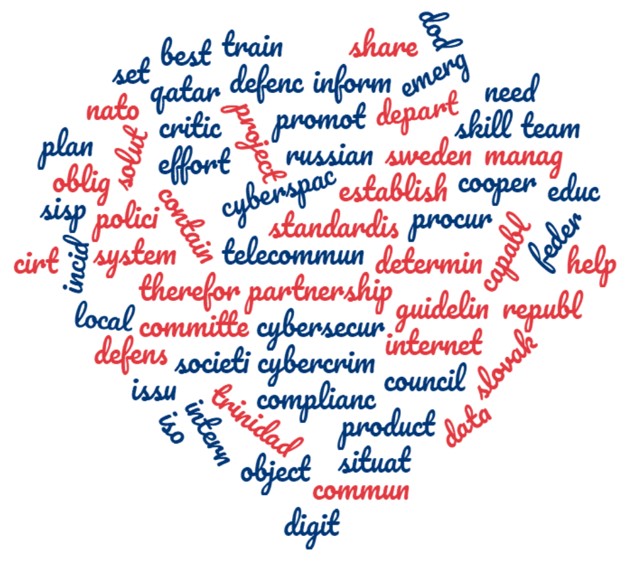 dod
best train
share
set
emerg
qatar defenc inform
need
nato
depart
project
critic
promot
skill team
solut
plan
effort
russian sweden manag
oblig
cyberspac establish cooper educ
sisp polici
contain
standardis procur
capabl
feder
incid
cirt
system
telecommun determin
help
therefor partnership
guidelin republ
local
committe cybersecur
internet
defens
societi cybercrim
slovak
council
issu
complianc
trinidad
intern
iso
product data
object situat
commun
digit